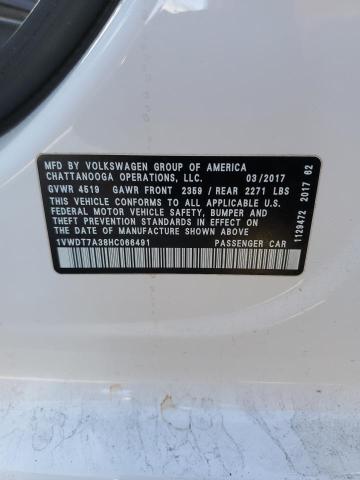 MFD BY VOLKSWAGEN GROUP OF AMERICA
CHATTANOOGA OPERATIONS, LLC. 03/2017
GVWR 4519 GAWR FRONT 2359 / REAR 2271 LBS
THIS VEHICLE CONFORMS TO ALL APPLICABLE U.S.
FEDERAL MOTOR VEHICLE SAFETY, BUMPER AND
THEFT PREVENTION STANDARDS IN EFFECT ON THE
DATE OF MANUFACTURE SHOWN ABOVE
1VWDT7A38HC066491 PASSENGER CAR
1129472 2017 62